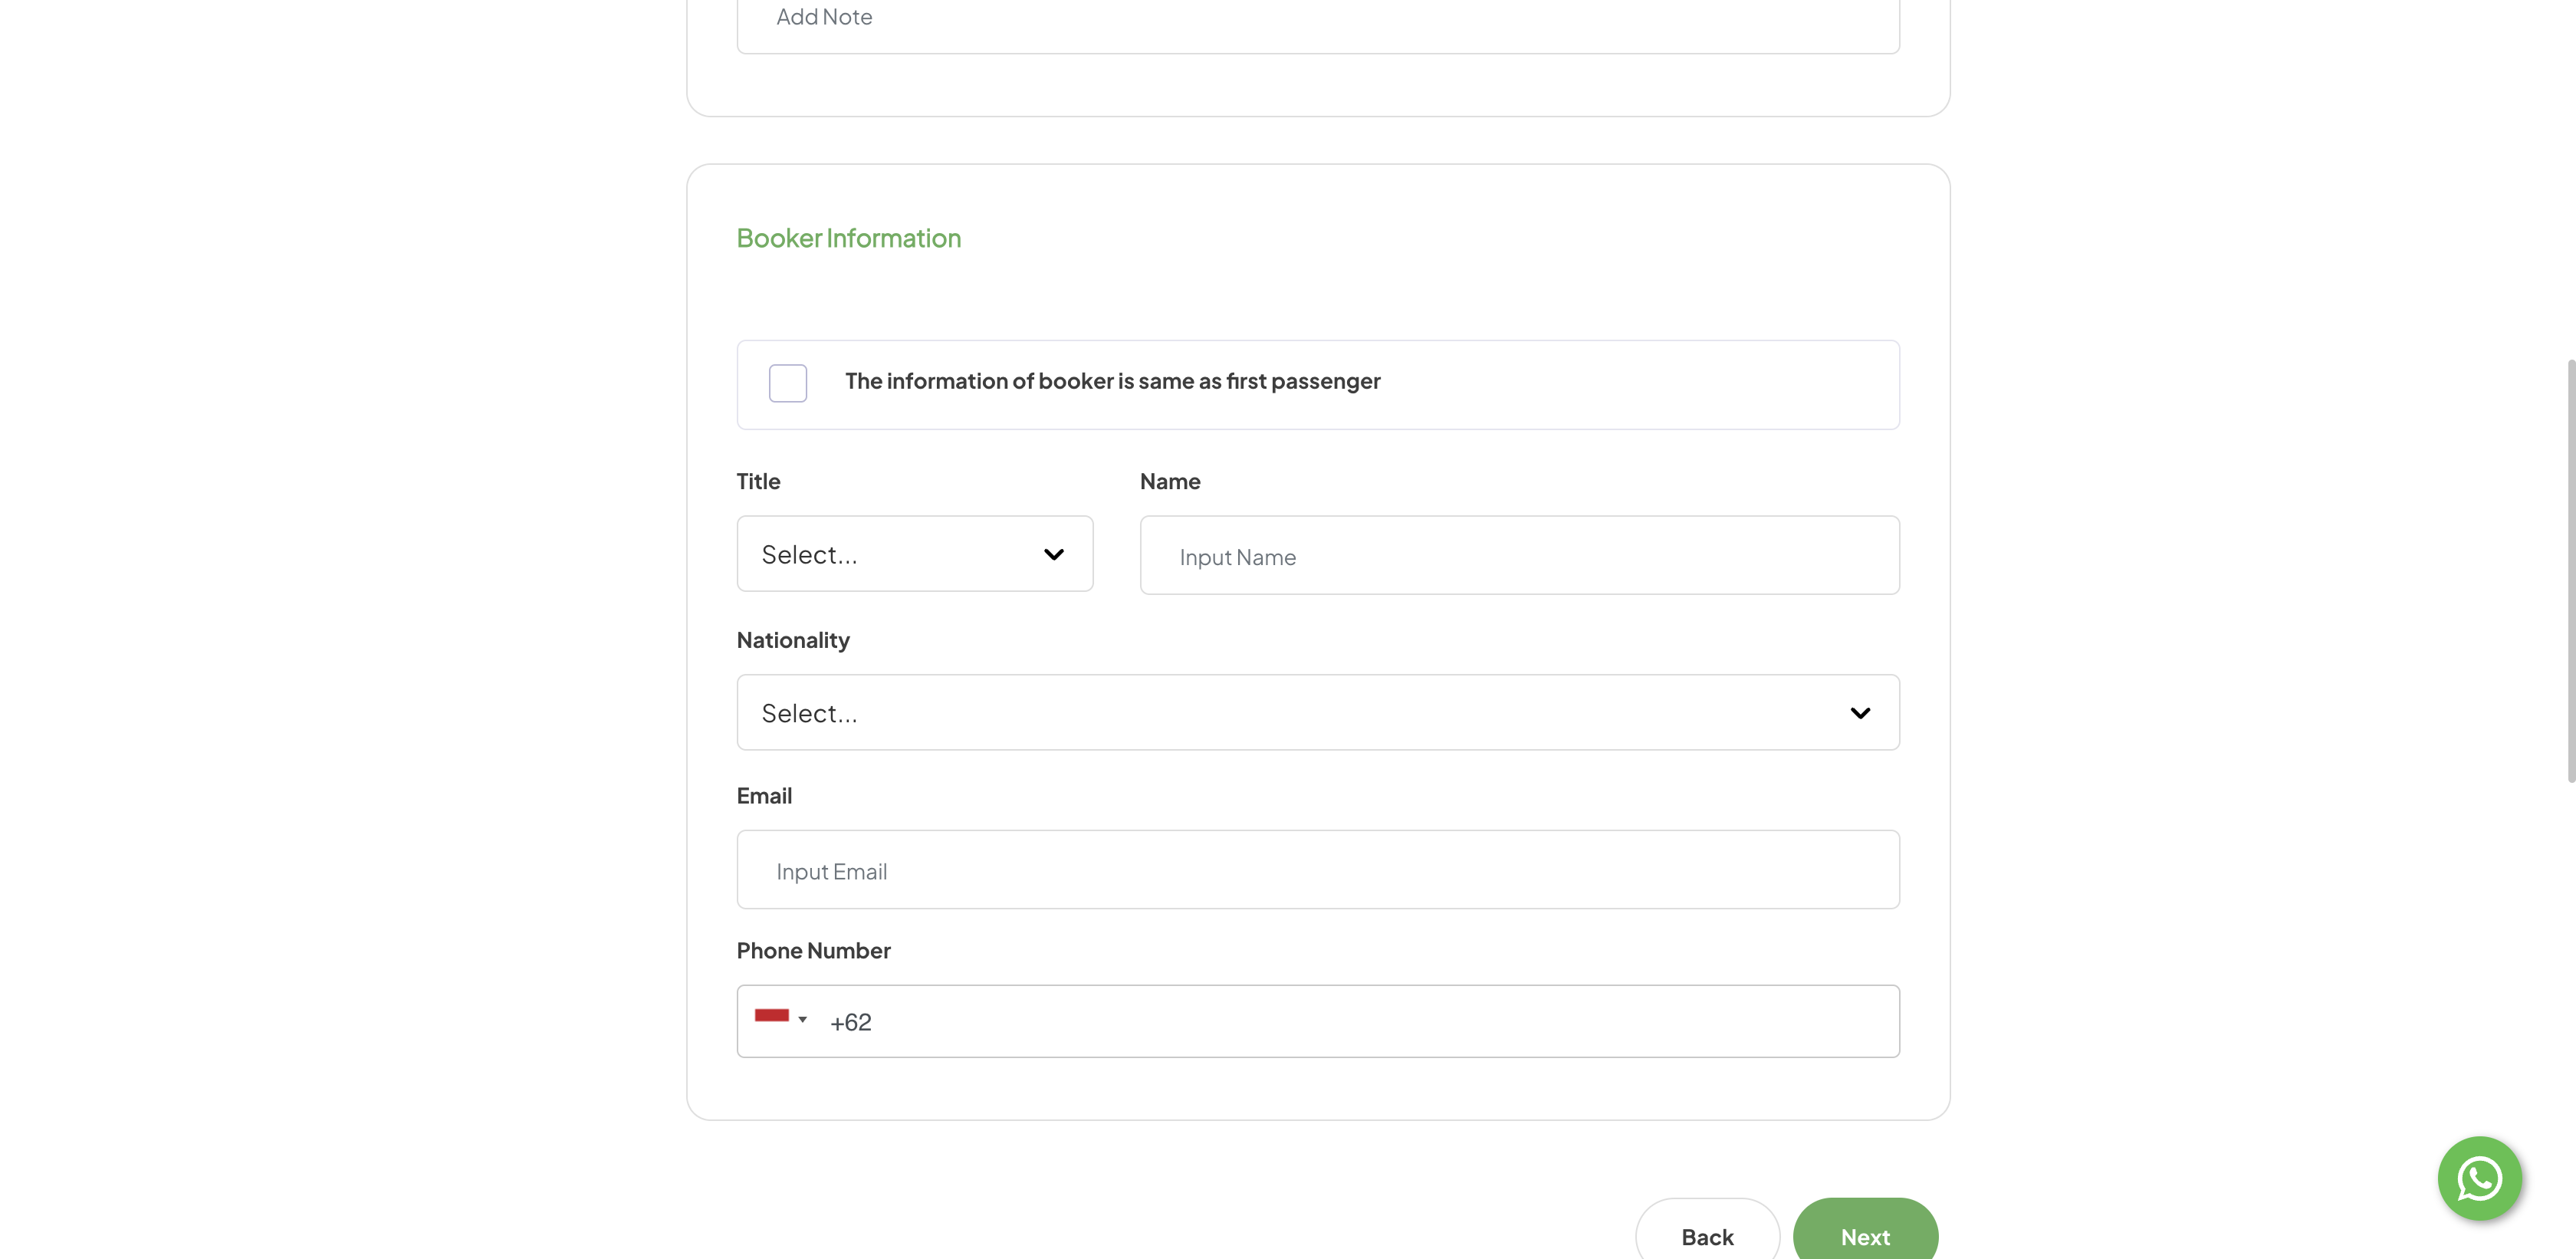 Add Note
Booker Information
The information of booker is same as first passenger
Title
Name
Select...
Input Name
Nationality
Select...
Email
Input Email
Phone Number
+62
Back
Next